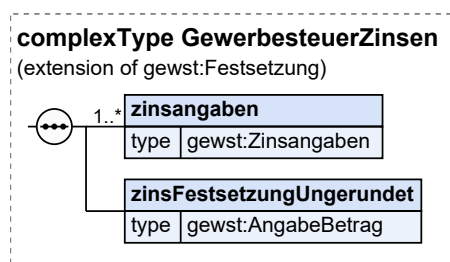 complexType GewerbesteuerZinsen
(extension of gewst:Festsetzung)
1..* zinsangaben
type gewst:Zinsangaben
zinsFestsetzungUngerundet
type gewst:AngabeBetrag